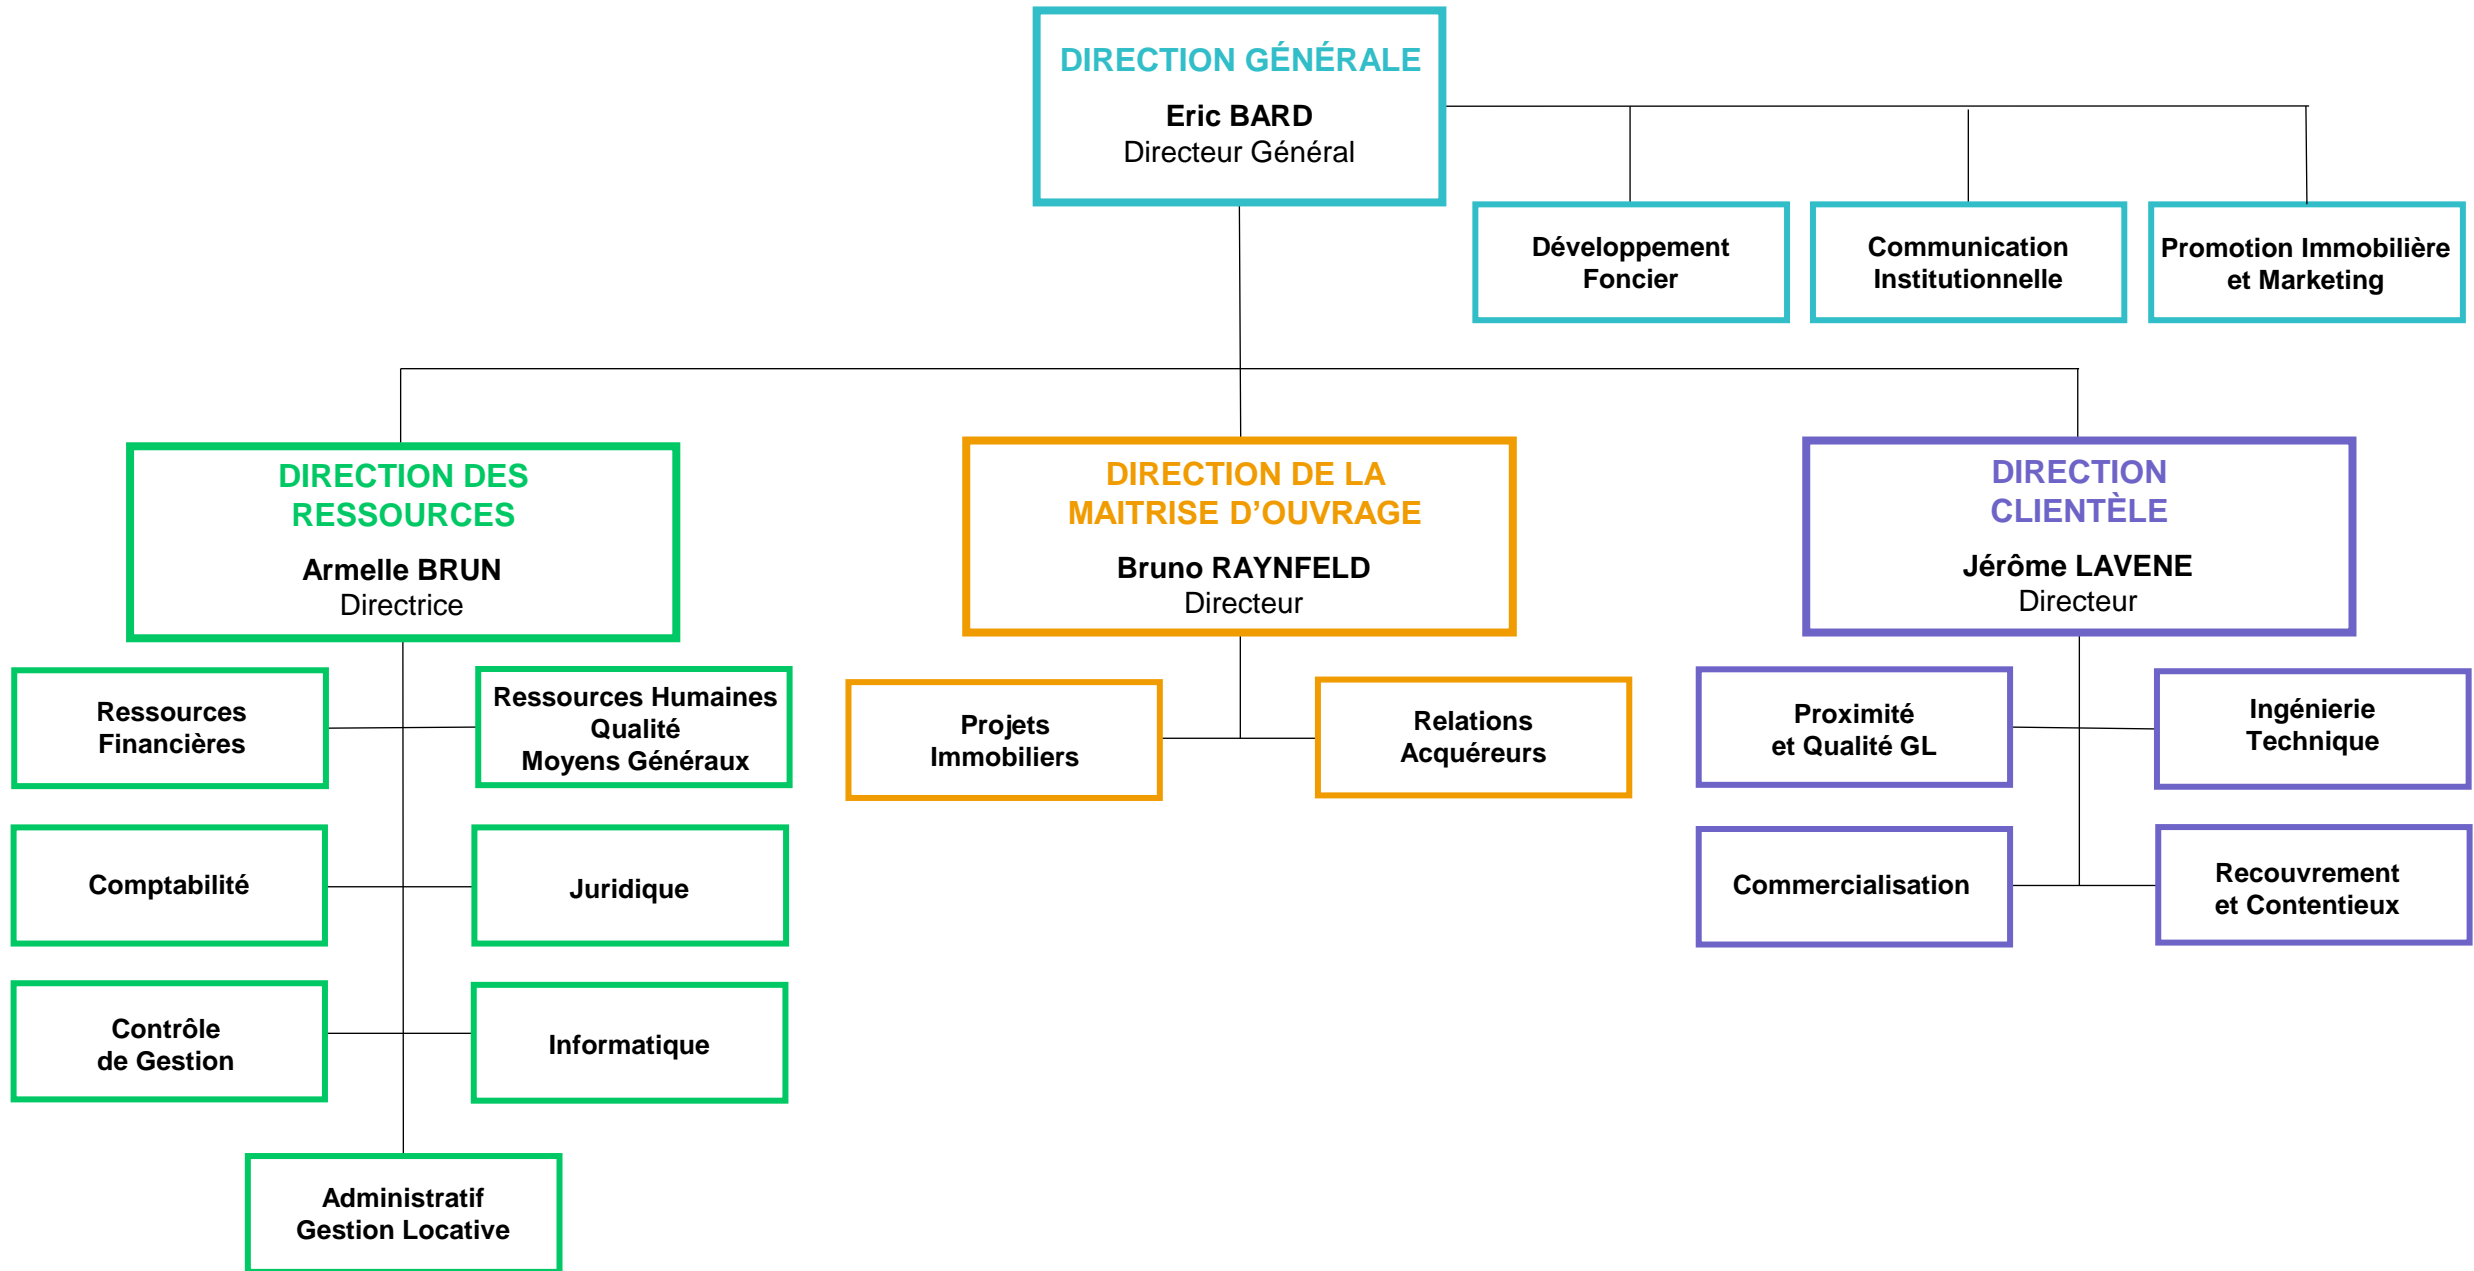 DIRECTION GÉNÉRALE
Eric BARD
Directeur Général
Développement
Foncier
Communication
Institutionnelle
Promotion Immobilière
et Marketing
DIRECTION DES
RESSOURCES
Armelle BRUN
Directrice
DIRECTION DE LA
MAITRISE D’OUVRAGE
Bruno RAYNFELD
Directeur
DIRECTION
CLIENTÈLE
Jérôme LAVENE
Directeur
Ressources
Financières
Ressources Humaines
Qualité
Moyens Généraux
Projets
Immobiliers
Relations
Acquéreurs
Proximité
et Qualité GL
Ingénierie
Technique
Comptabilité
Juridique
Commercialisation
Recouvrement
et Contentieux
Contrôle
de Gestion
Informatique
Administratif
Gestion Locative